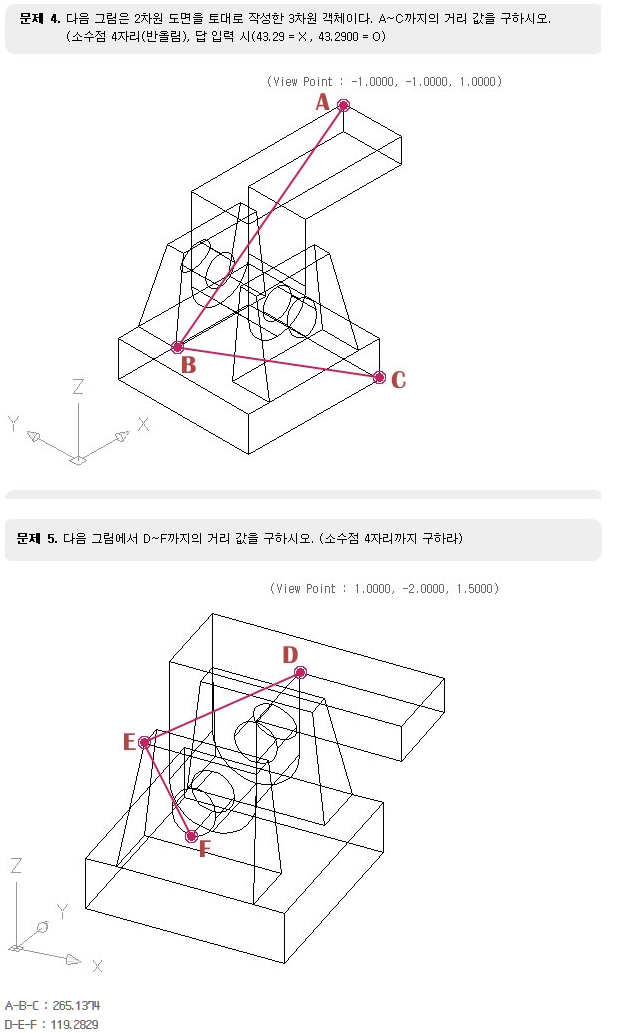 문제 4. 다음 그림은 2차원 도면을 토대로 작성한 3차원 객체이다. A~C까지의 거리 값을 구하시오.
(소수점 4자리(반올림), 답 입력 시(43.29 = X , 43.2900 = O)
(View Point : -1.0000, -1.0000, 1.0000)
A
B
C
Z
Y
X
문제 5. 다음 그림에서 D~F까지의 거리 값을 구하시오. (소수점 4자리까지 구하라)
(View Point : 1.0000, -2.0000, 1.5000)
D
E
F
Z
Y
X
A-B-C : 265.1374
D-E-F : 119.2829